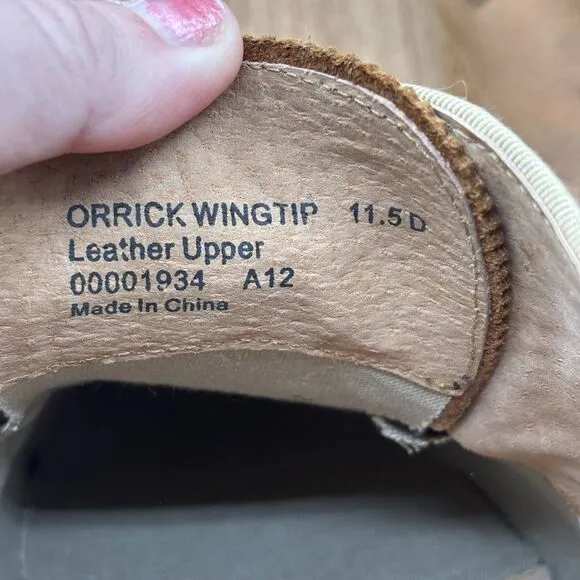 ORRICK WINGTIP 11.5 D
Leather Upper
00001934 A12
Made In China